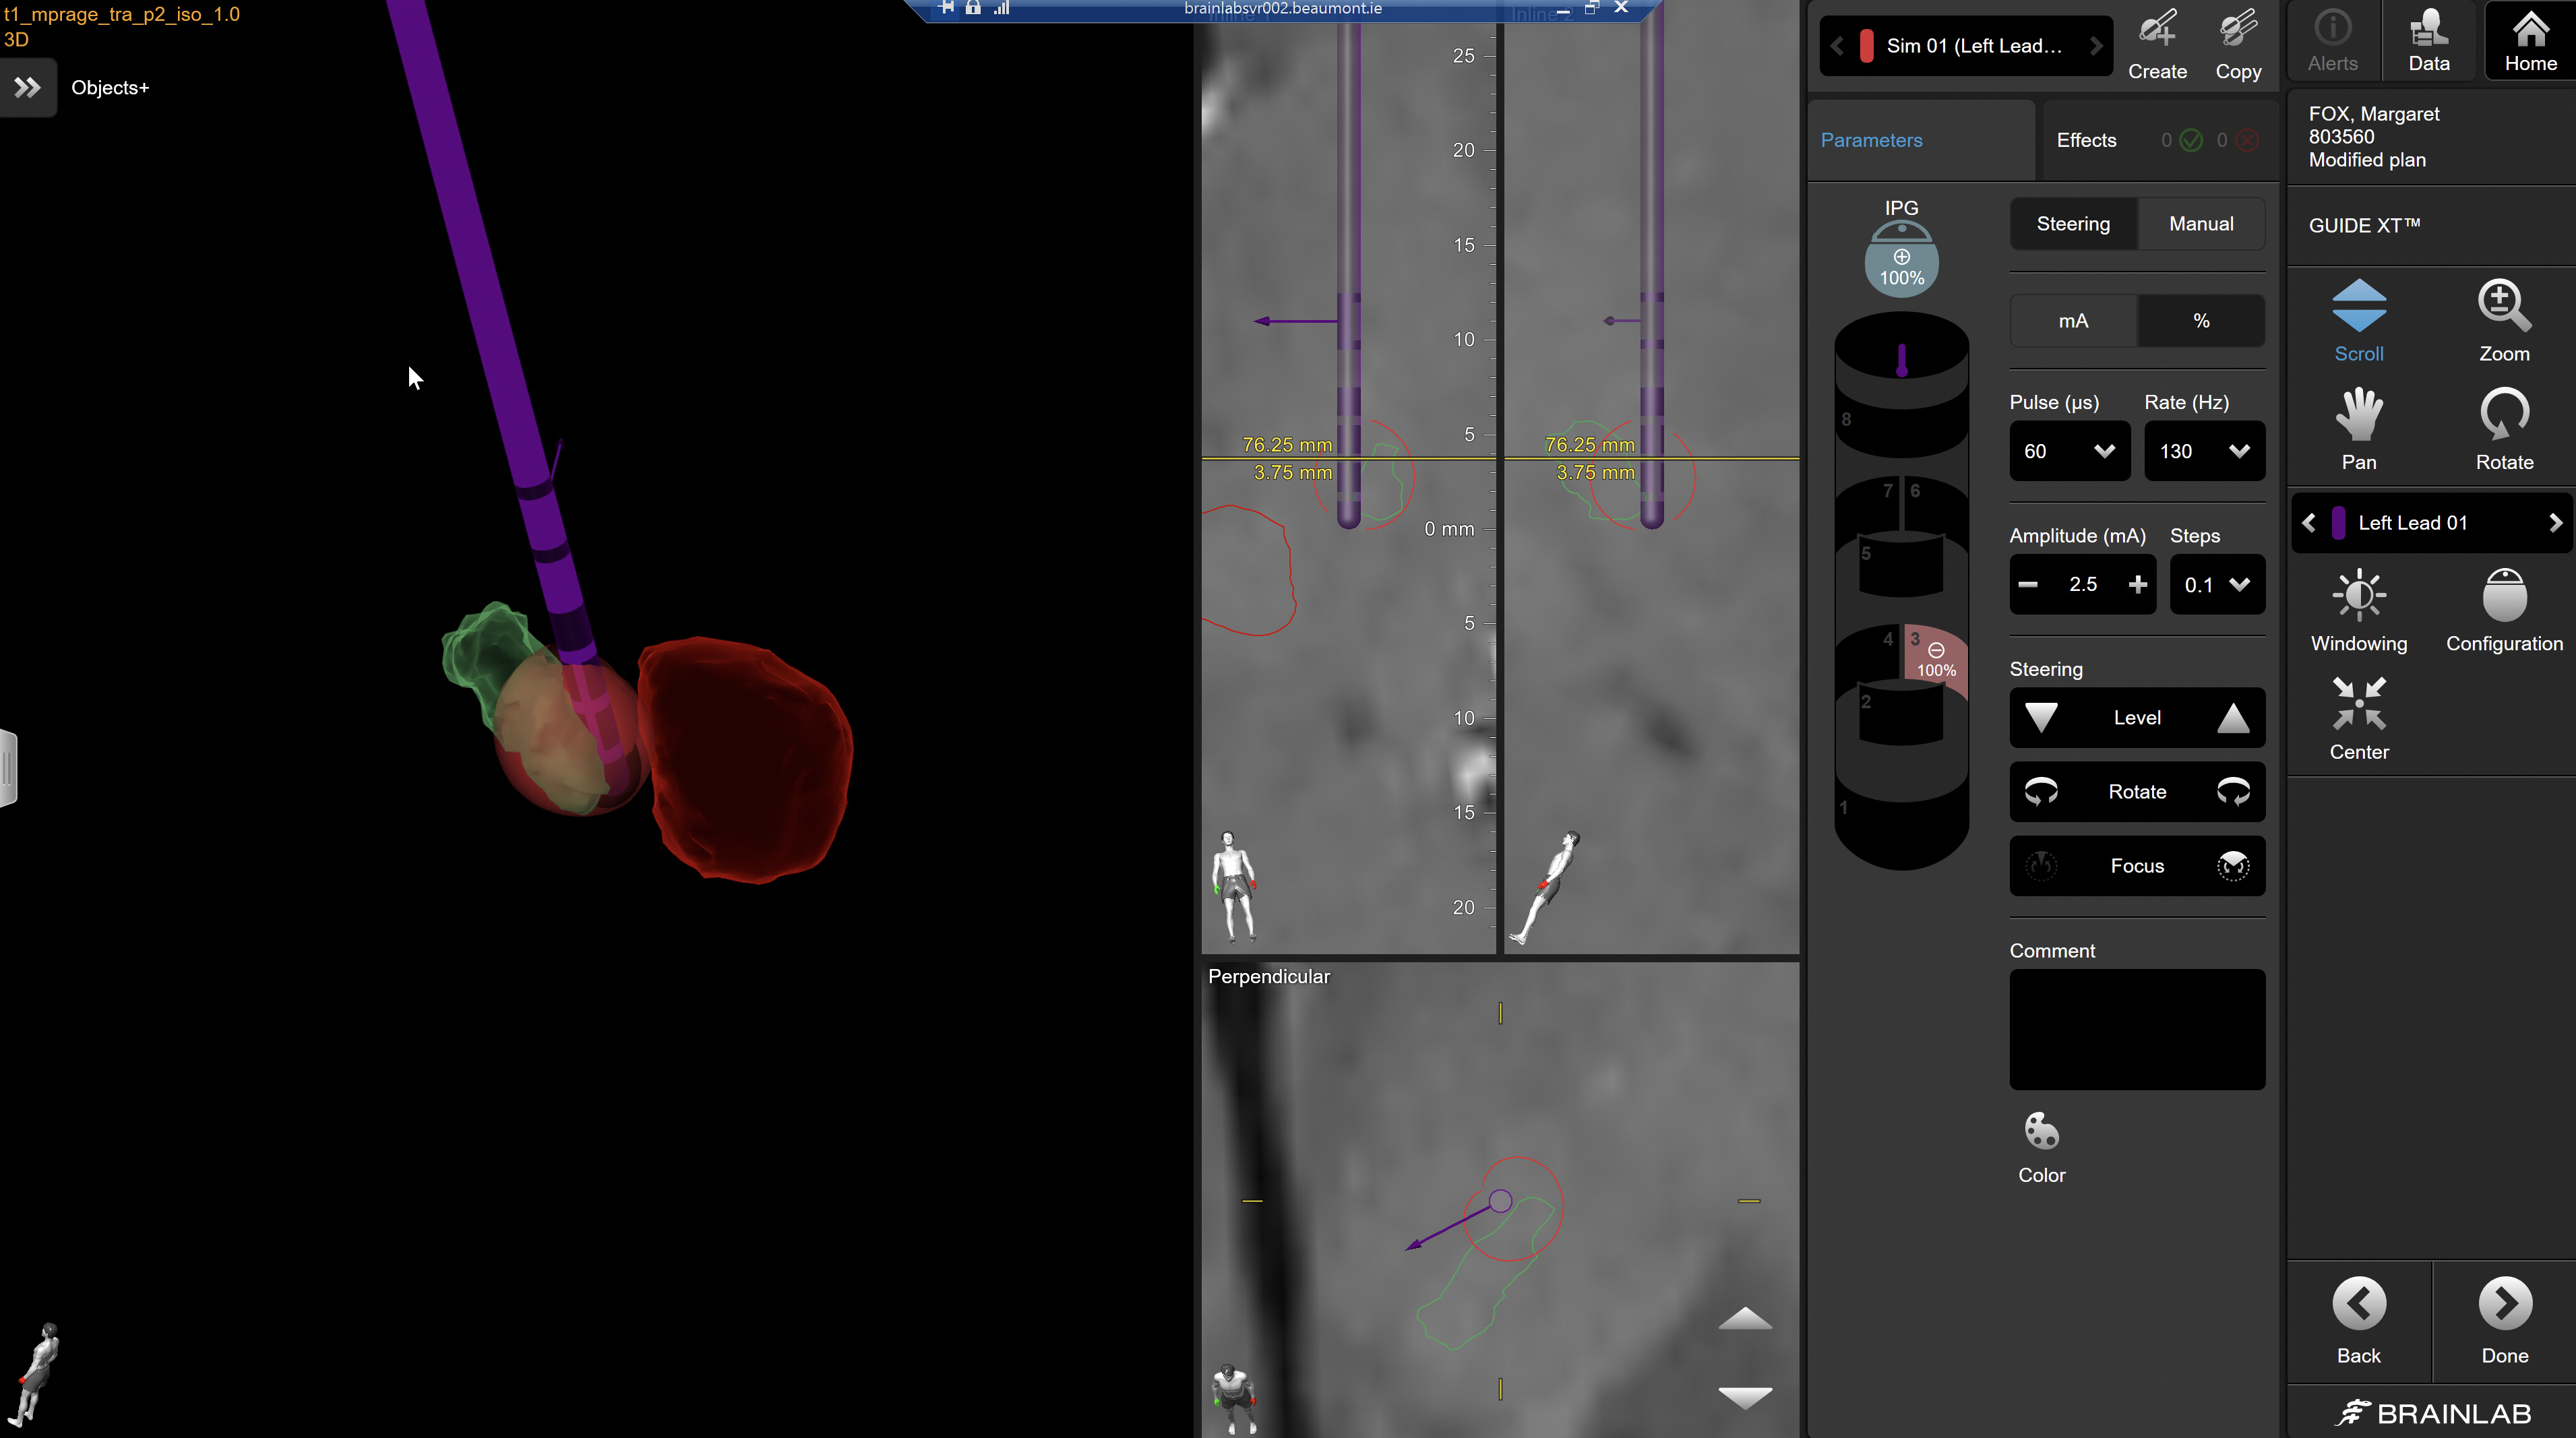 t1_mprage_tra_p2_iso_1.0
3D
Objects+
brainlabsvr002.beaumont.ie
Inline 1
Inline 2
25
20
15
10
5
0 mm
5
10
15
20
76.25 mm
3.75 mm
76.25 mm
3.75 mm
Perpendicular
Sim 01 (Left Lead...
Create
Copy
Parameters
Effects 0 0
IPG
100%
8
7 6
5
4 3
100%
2
1
Steering Manual
mA %
Pulse (µs) Rate (Hz)
60 130
Amplitude (mA) Steps
2.5 0.1
Steering
Level
Rotate
Focus
Comment
Color
Alerts
Data
Home
FOX, Margaret
803560
Modified plan
GUIDE XT™
Scroll
Zoom
Pan
Rotate
Left Lead 01
Windowing
Configuration
Center
Back
Done
BRAINLAB